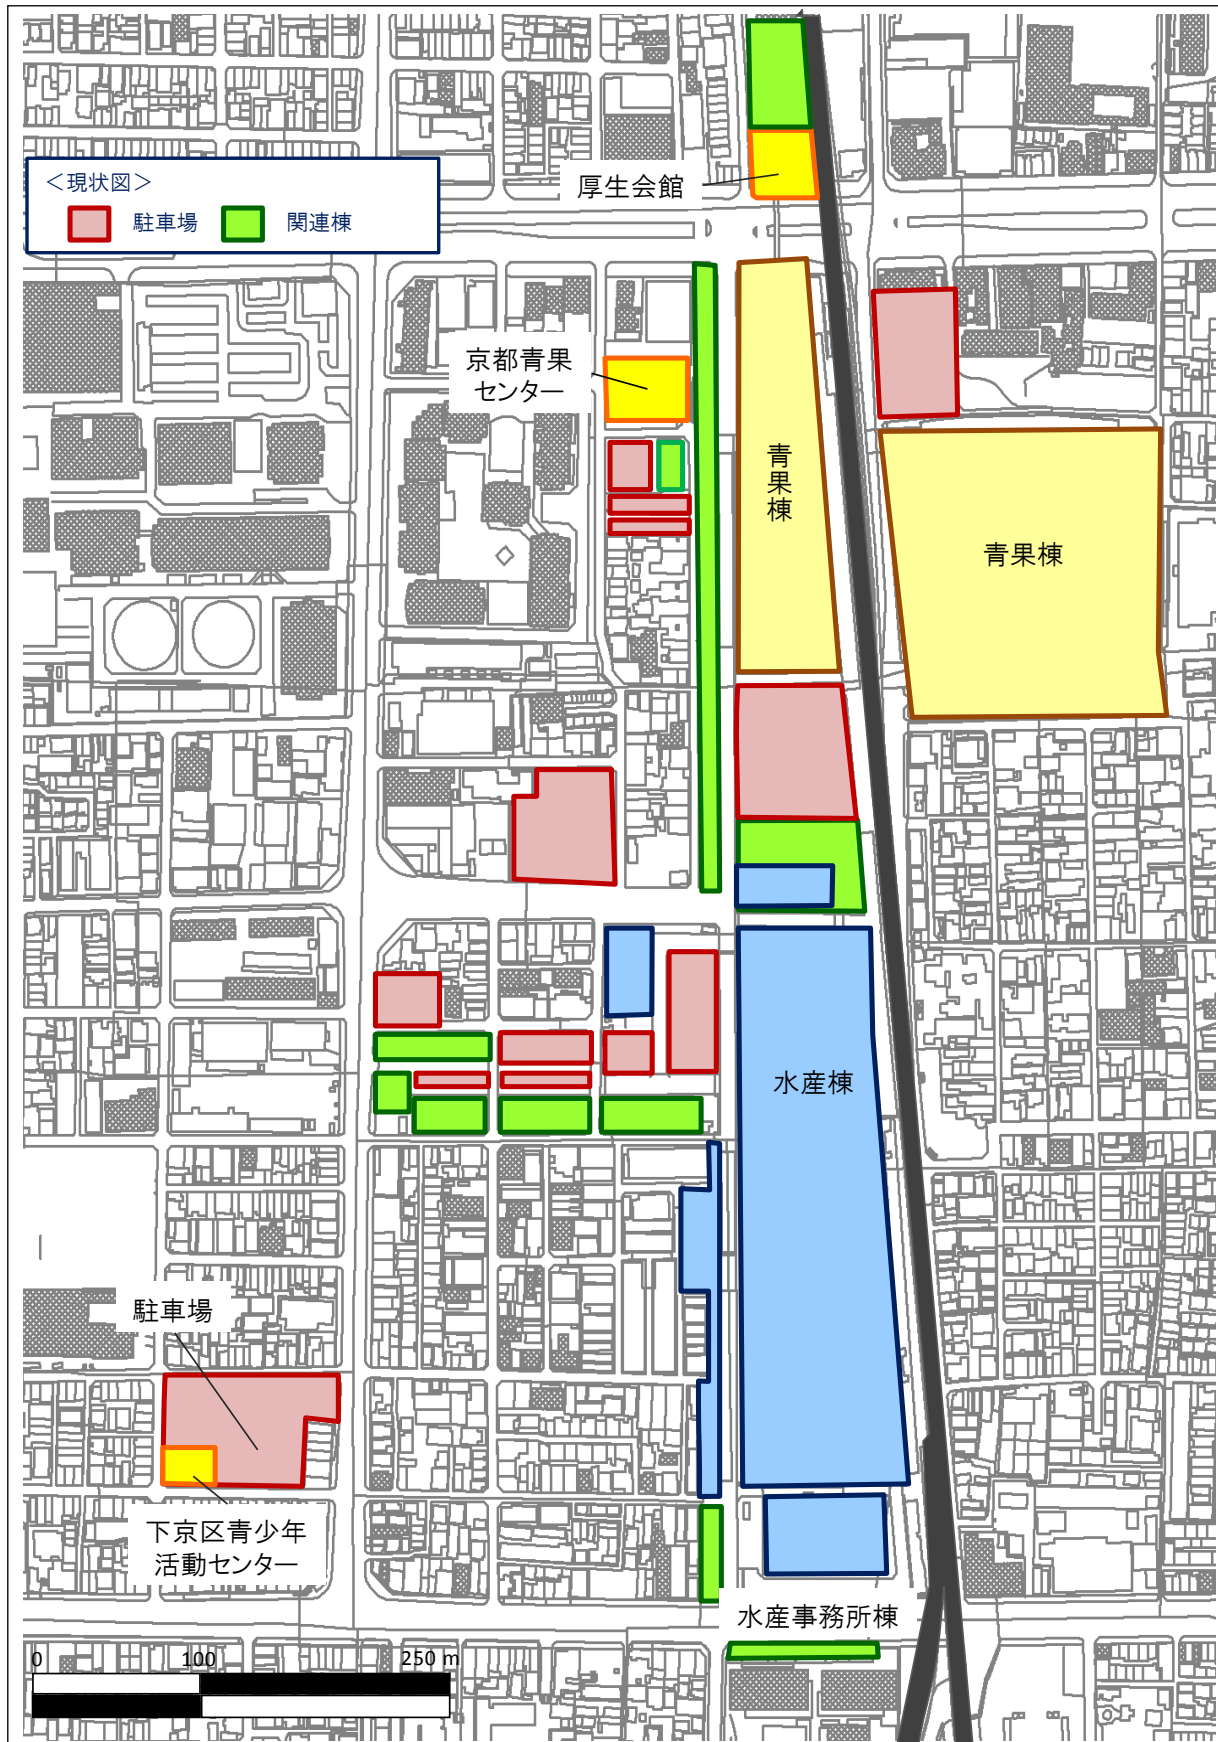 厚生会館
＜現状図＞
駐車場
関連棟
京都青果
センター
青果棟
青果棟
水産棟
駐車場
下京区青少年
活動センター
水産事務所棟
0 100 250 m